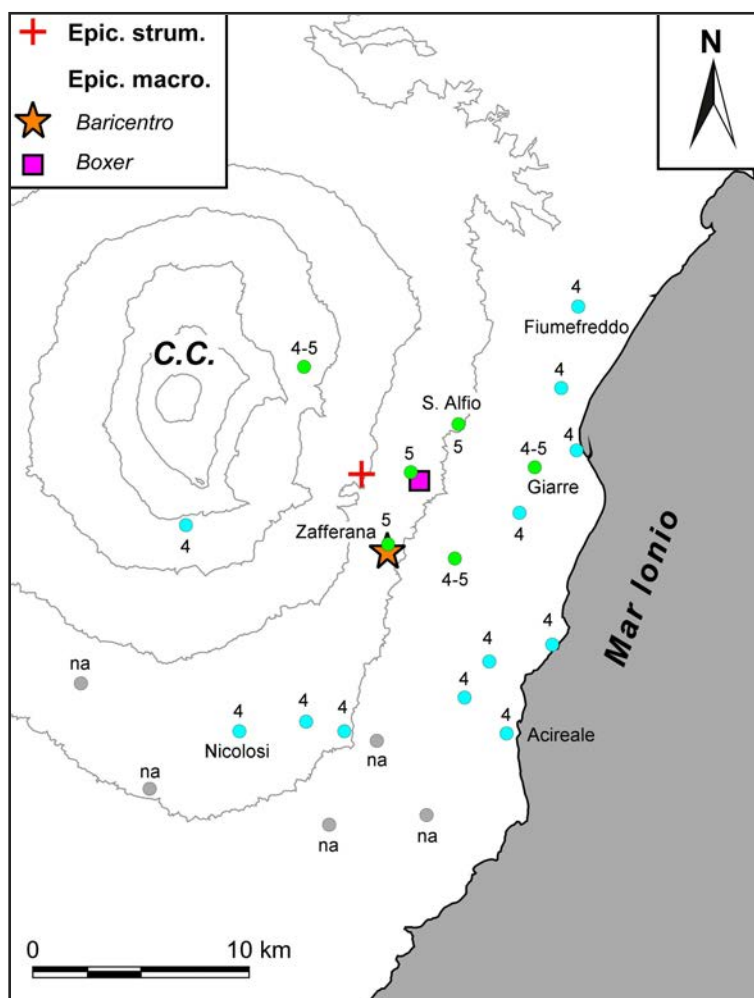 Epic. strum.
Epic. macro.
Baricentro
Boxer
N
4
Fiumefreddo
4-5
C.C.
4
S. Alfio
5
4
5
4-5
Giarre
4
4
5
Zafferana
4-5
Mar Ionio
4
4
na
4
4
4
4
4
Acireale
Nicolosi
na
na
na
na
0
10 km